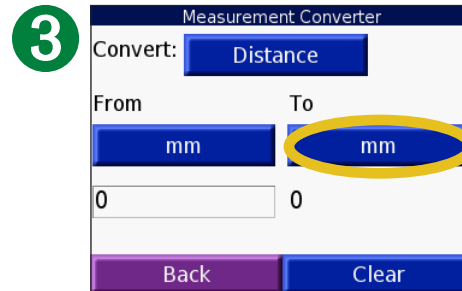 3
Measurement Converter
Convert: Distance
From To
mm mm
0 0
Back Clear